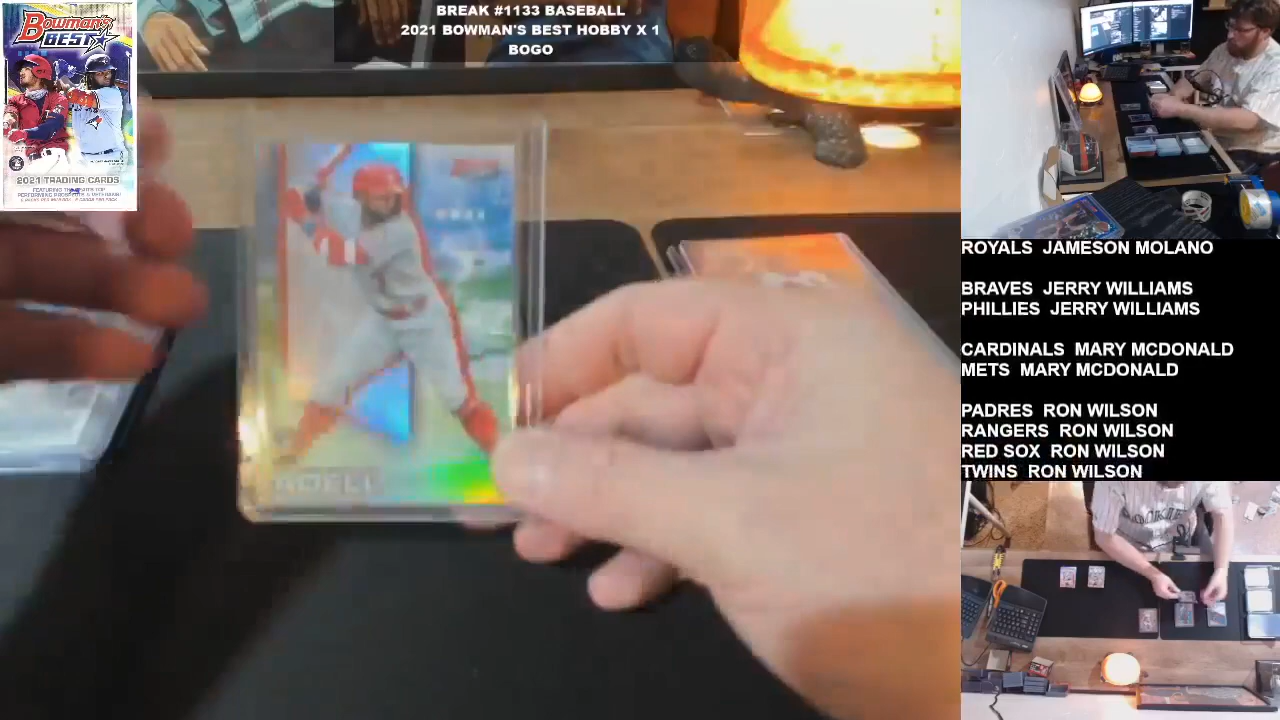 BREAK #1133 BASEBALL
2021 BOWMAN'S BEST HOBBY X 1
BOGO
Bowman's
BEST
2021 TRADING CARDS
ADELL
ROYALS JAMESON MOLANO
BRAVES JERRY WILLIAMS
PHILLIES JERRY WILLIAMS
CARDINALS MARY MCDONALD
METS MARY MCDONALD
PADRES RON WILSON
RANGERS RON WILSON
RED SOX RON WILSON
TWINS RON WILSON